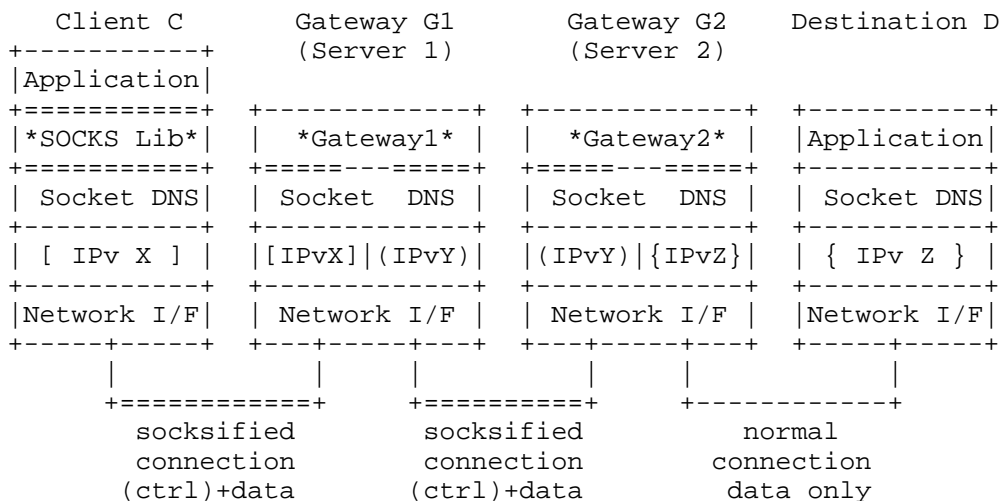 Client C Gateway G1 Gateway G2 Destination D
(Server 1) (Server 2)
Application
*SOCKS Lib* *Gateway1* *Gateway2* Application
Socket DNS Socket DNS Socket DNS Socket DNS
[ IPv X ] [IPvX]|(IPvY) (IPvY)|{IPvZ} { IPv Z }
Network I/F Network I/F Network I/F Network I/F
socksified socksified normal
connection connection connection
(ctrl)+data (ctrl)+data data only